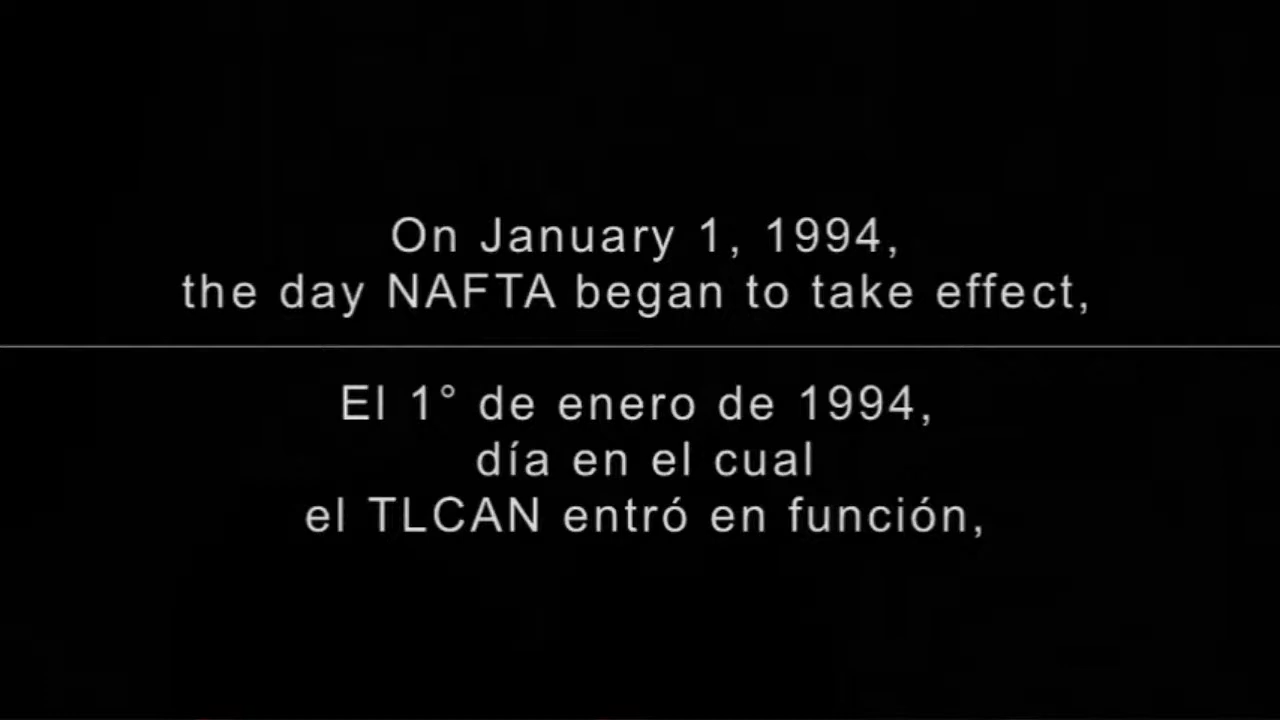 On January 1, 1994,
the day NAFTA began to take effect,
El 1° de enero de 1994,
día en el cual
el TLCAN entró en función,